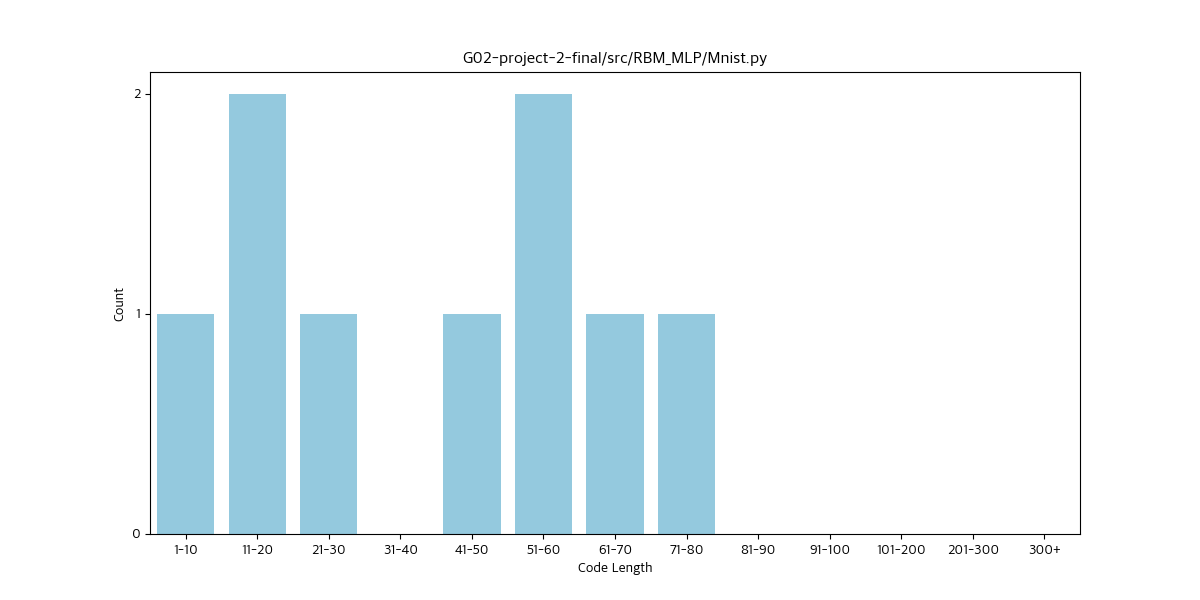 G02-project-2-final/src/RBM_MLP/Mnist.py
Count
2
1
0
1-10 11-20 21-30 31-40 41-50 51-60 61-70 71-80 81-90 91-100 101-200 201-300 300+
Code Length